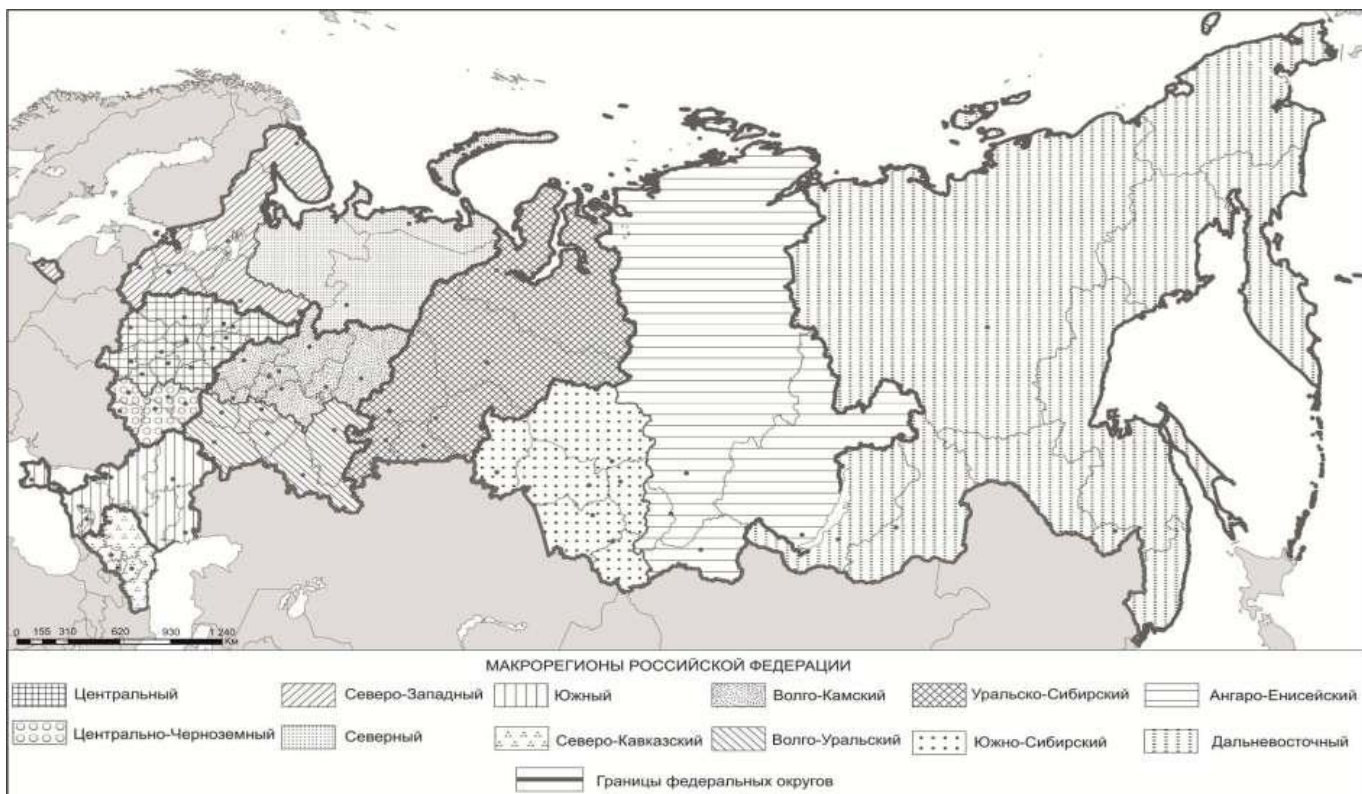 0 155 310 620 930 1 240
Км
МАКРОРЕГИОНЫ РОССИЙСКОЙ ФЕДЕРАЦИИ
Центральный Северо-Западный Южный Волго-Камский Уральско-Сибирский Ангаро-Енисейский
Центрально-Черноземный Северный Северо-Кавказский Волго-Уральский Южно-Сибирский Дальневосточный
Границы федеральных округов